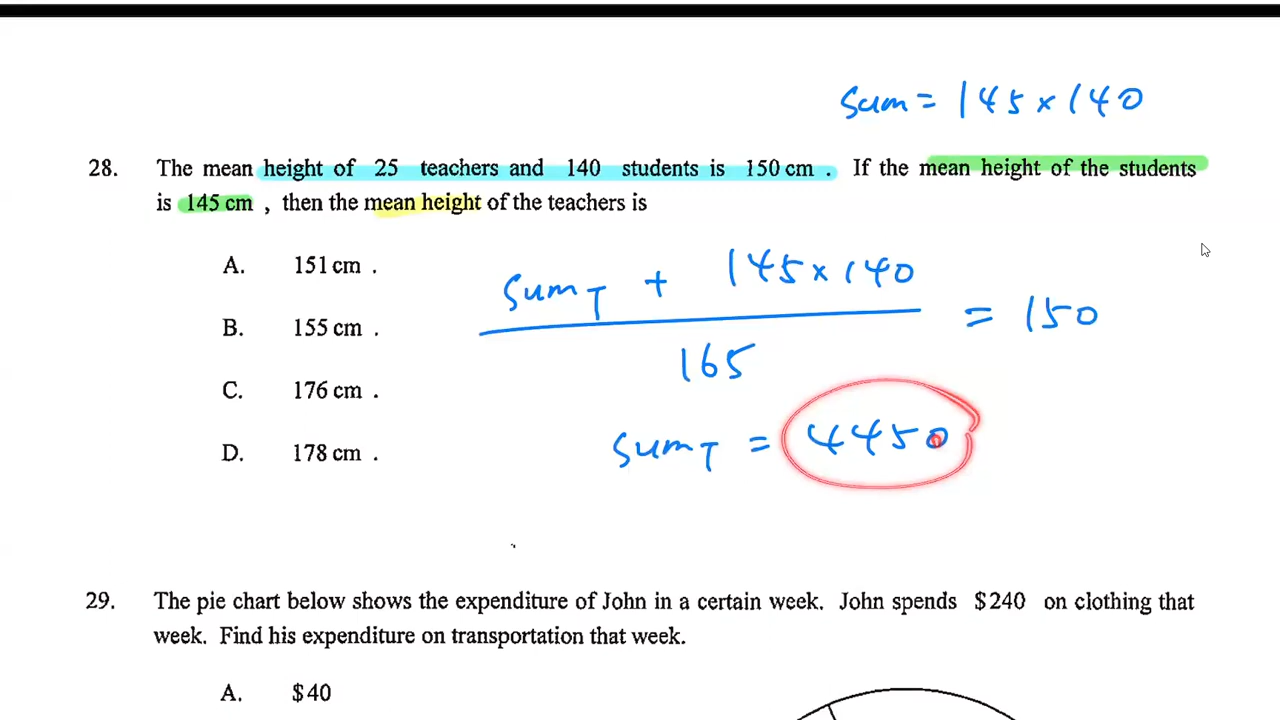 sum = 145 × 140
28. The mean height of 25 teachers and 140 students is 150 cm . If the mean height of the students
is 145 cm , then the mean height of the teachers is
A. 151 cm .
B. 155 cm .
C. 176 cm .
D. 178 cm .
sum T + 145 × 140
165
= 150
sum T = 4450
29. The pie chart below shows the expenditure of John in a certain week. John spends $240 on clothing that
week. Find his expenditure on transportation that week.
A. $40